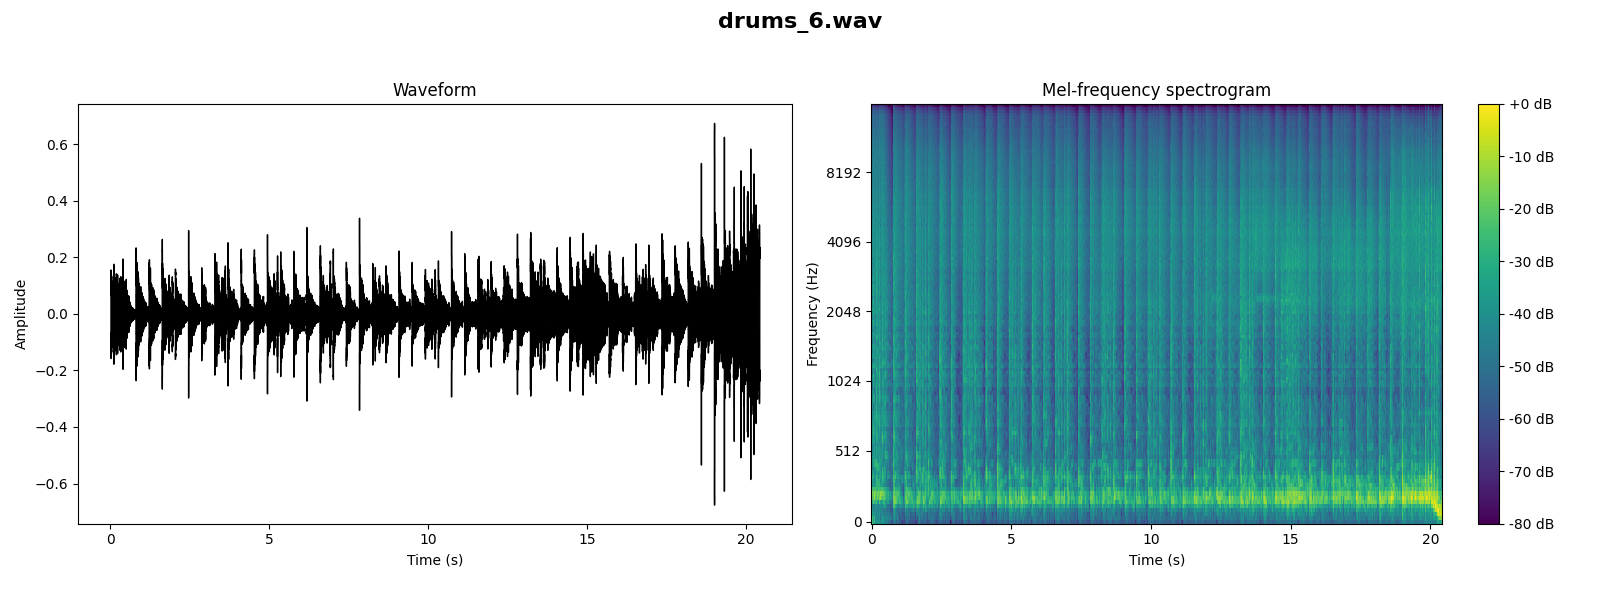 drums_6.wav
Waveform
Amplitude
0.6
0.4
0.2
0.0
−0.2
−0.4
−0.6
0
5
10
15
20
Time (s)
Mel-frequency spectrogram
Frequency (Hz)
8192
4096
2048
1024
512
0
0
5
10
15
20
Time (s)
+0 dB
-10 dB
-20 dB
-30 dB
-40 dB
-50 dB
-60 dB
-70 dB
-80 dB